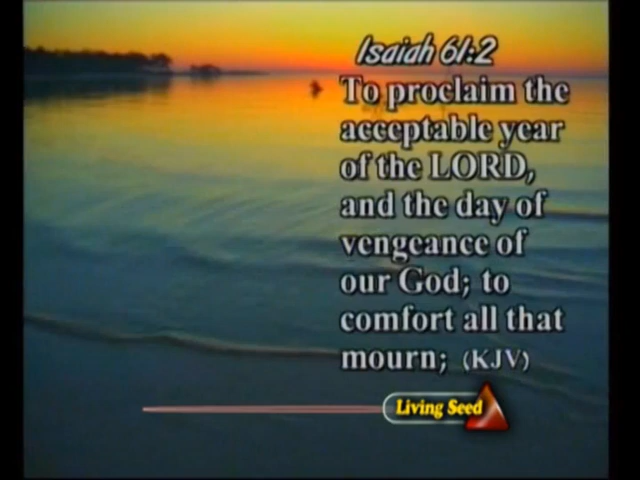 Isaiah 61:2
To proclaim the
acceptable year
of the LORD,
and the day of
vengeance of
our God; to
comfort all that
mourn; (KJV)
Living Seed